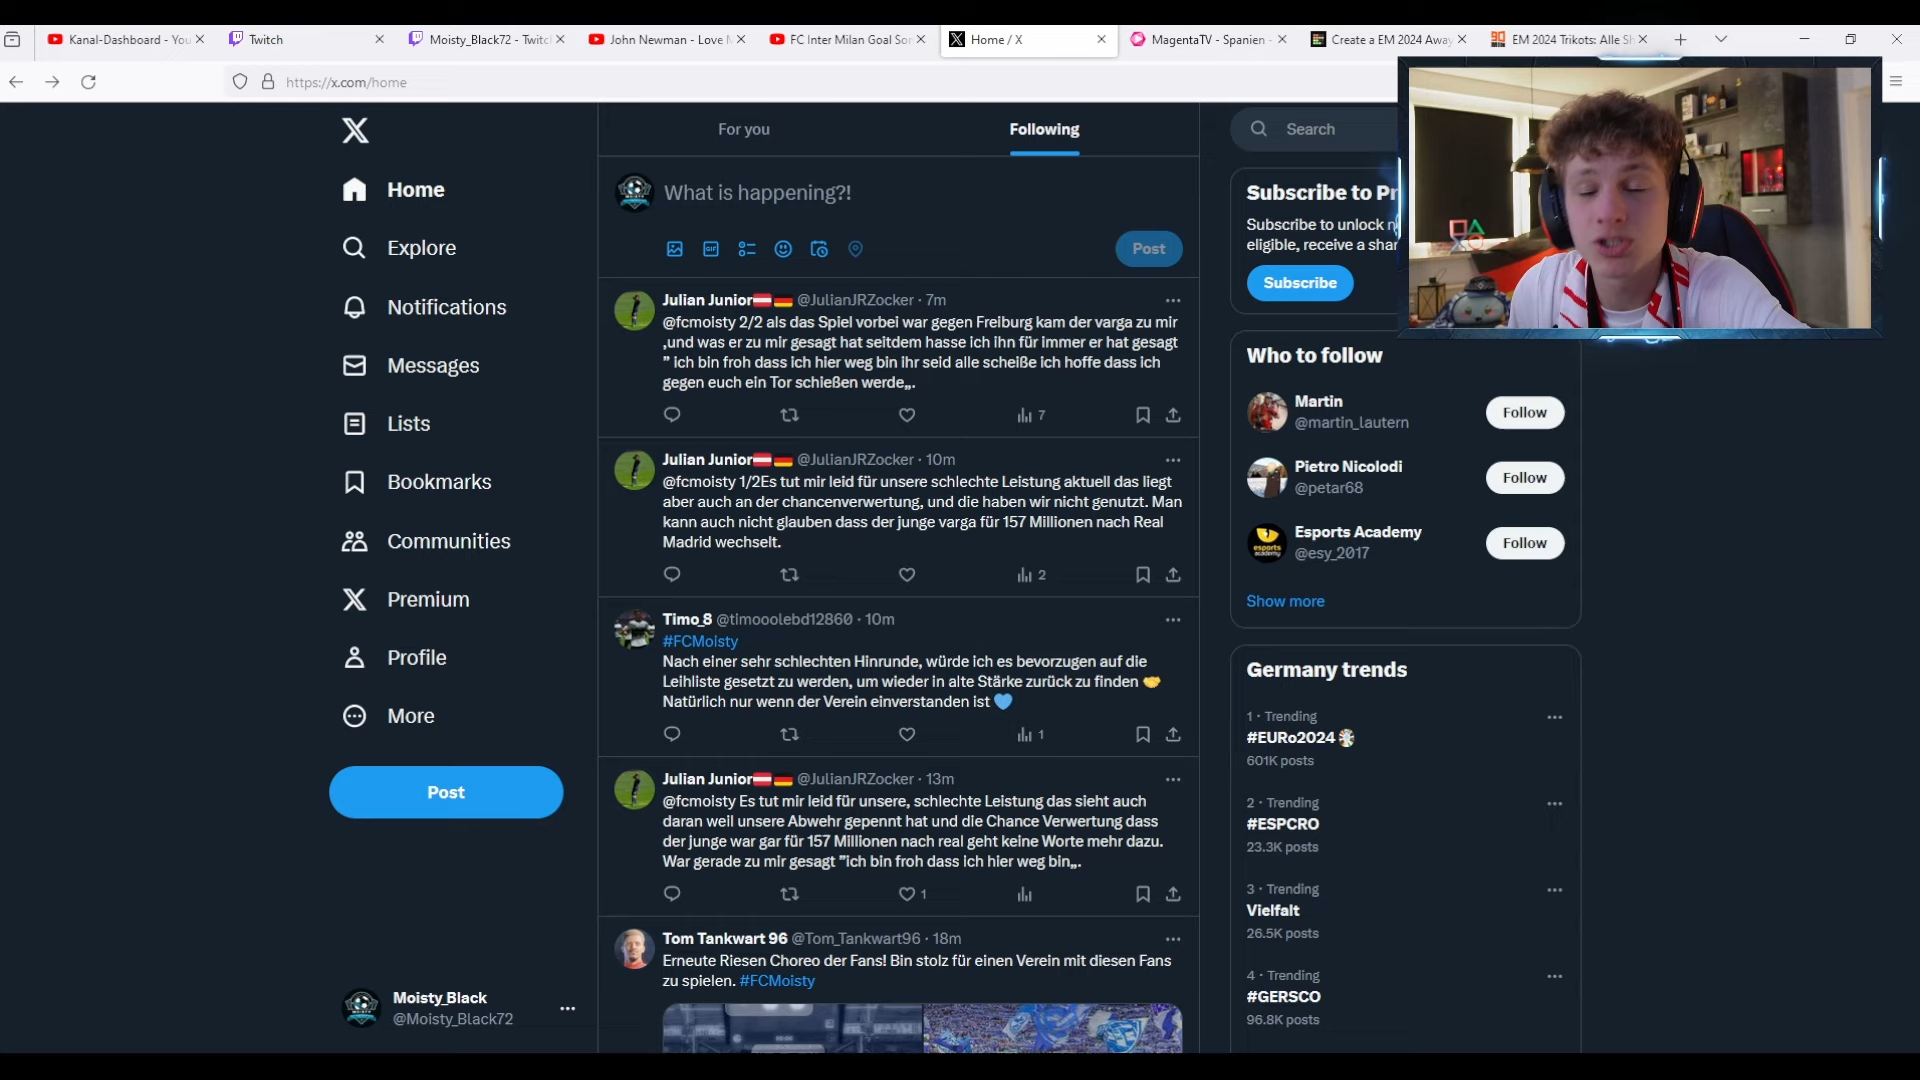 Kanal-Dashboard - You
Twitch
Moisty_Black72 - Twitc
John Newman - Love M
FC Inter Milan Goal Son
Home / X
MagentaTV - Spanien -
Create a EM 2024 Away
EM 2024 Trikots: Alle Sh
https://x.com/home
For you
Following
Search
Home
Explore
Notifications
Messages
Lists
Bookmarks
Communities
Premium
Profile
More
Post
Moisty_Black
@Moisty_Black72
What is happening?!
GIF
Post
Julian Junior🇦🇹🇩🇪 @JulianJRZocker · 7m
@fcmoisty 2/2 als das Spiel vorbei war gegen Freiburg kam der varga zu mir
,und was er zu mir gesagt hat seitdem hasse ich ihn für immer er hat gesagt
” ich bin froh dass ich hier weg bin ihr seid alle scheiße ich hoffe dass ich
gegen euch ein Tor schießen werde„.
7
Julian Junior🇦🇹🇩🇪 @JulianJRZocker · 10m
@fcmoisty 1/2Es tut mir leid für unsere schlechte Leistung aktuell das liegt
aber auch an der chancenverwertung, und die haben wir nicht genutzt. Man
kann auch nicht glauben dass der junge varga für 157 Millionen nach Real
Madrid wechselt.
2
Timo_8 @timooolebd12860 · 10m
#FCMoisty
Nach einer sehr schlechten Hinrunde, würde ich es bevorzugen auf die
Leihliste gesetzt zu werden, um wieder in alte Stärke zurück zu finden 🤝
Natürlich nur wenn der Verein einverstanden ist 🩵
1
Julian Junior🇦🇹🇩🇪 @JulianJRZocker · 13m
@fcmoisty Es tut mir leid für unsere, schlechte Leistung das sieht auch
daran weil unsere Abwehr gepennt hat und die Chance Verwertung dass
der junge war gar für 157 Millionen nach real geht keine Worte mehr dazu.
War gerade zu mir gesagt ”ich bin froh dass ich hier weg bin„.
1
Tom Tankwart 96 @Tom_Tankwart96 · 18m
Erneute Riesen Choreo der Fans! Bin stolz für einen Verein mit diesen Fans
zu spielen. #FCMoisty
Subscribe to Pr
Subscribe to unlock n
eligible, receive a shar
Subscribe
Who to follow
Martin
@martin_lautern
Follow
Pietro Nicolodi
@petar68
Follow
Esports Academy
@esy_2017
Follow
Show more
Germany trends
1 · Trending
#EURo2024
601K posts
2 · Trending
#ESPCRO
23.3K posts
3 · Trending
Vielfalt
26.5K posts
4 · Trending
#GERSCO
96.8K posts